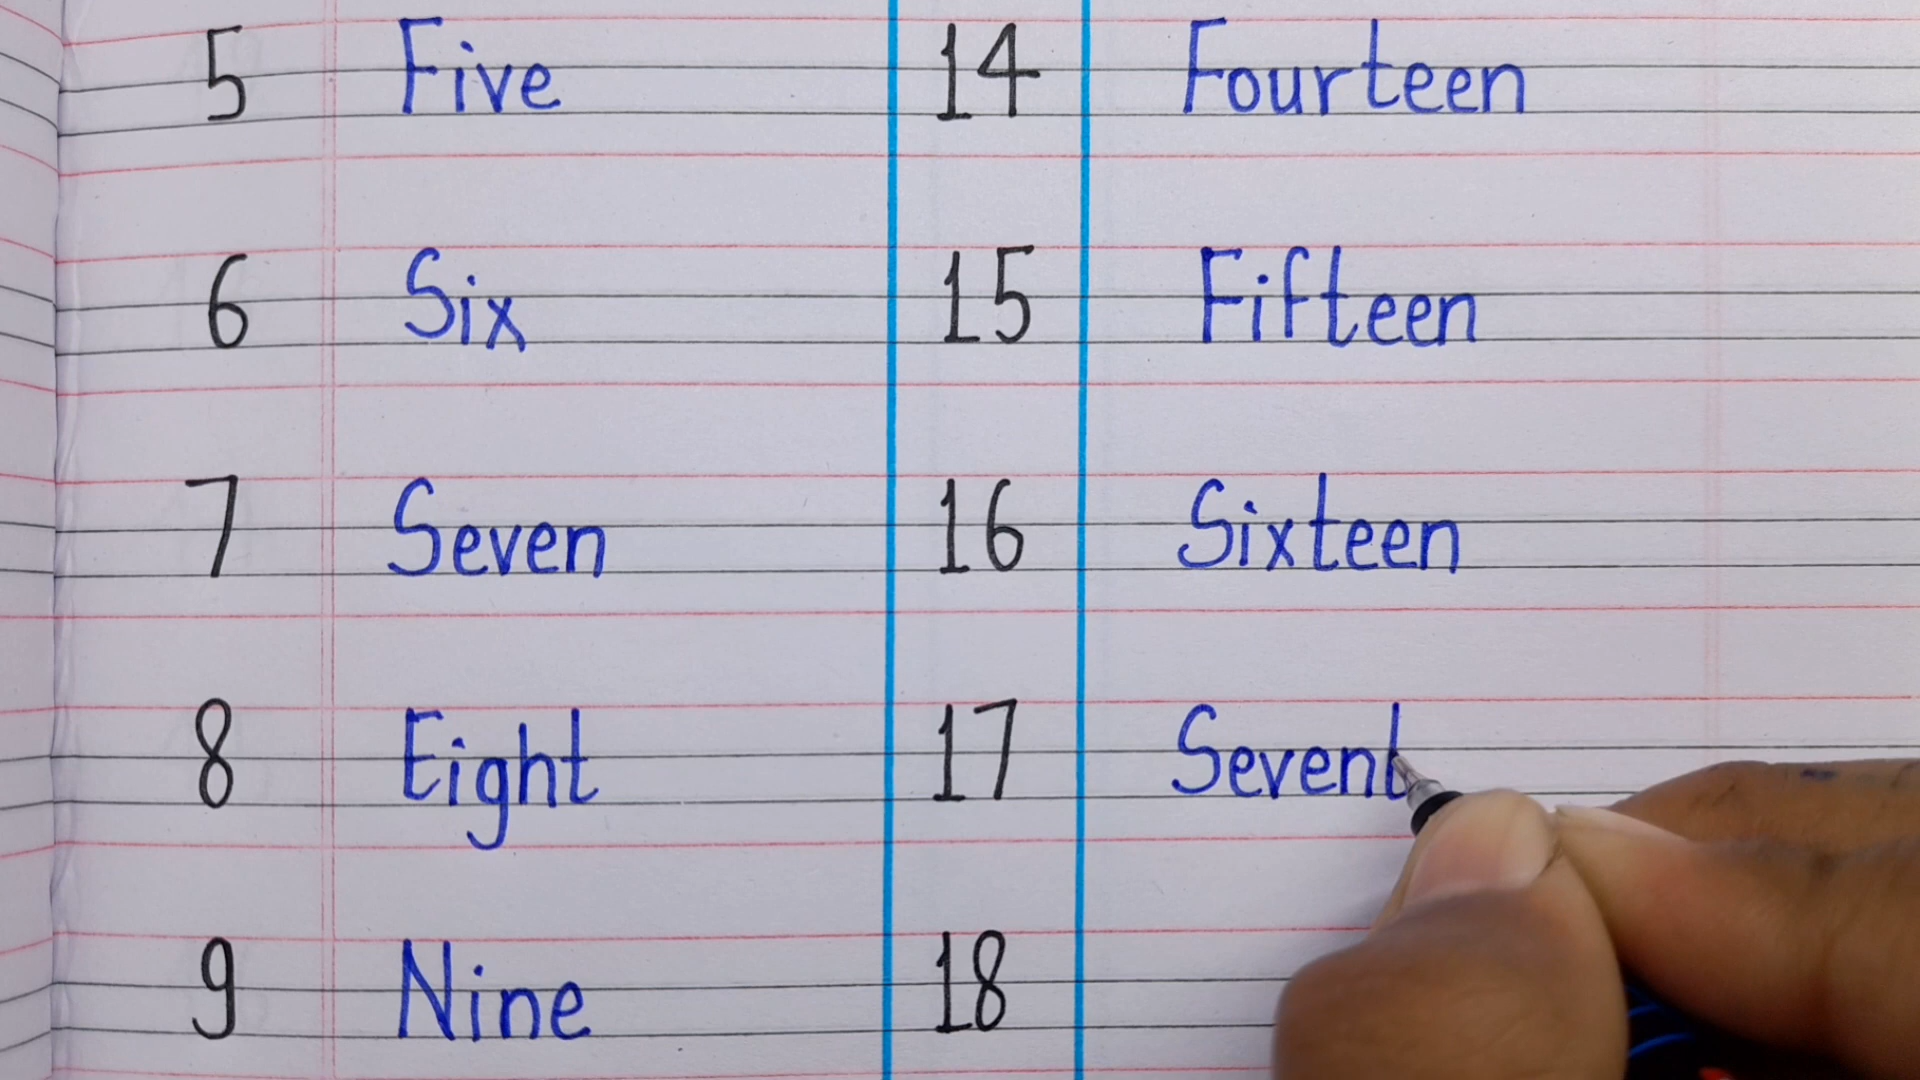 5 Five 14 Fourteen
6 Six 15 Fifteen
7 Seven 16 Sixteen
8 Eight 17 Sevent
9 Nine 18